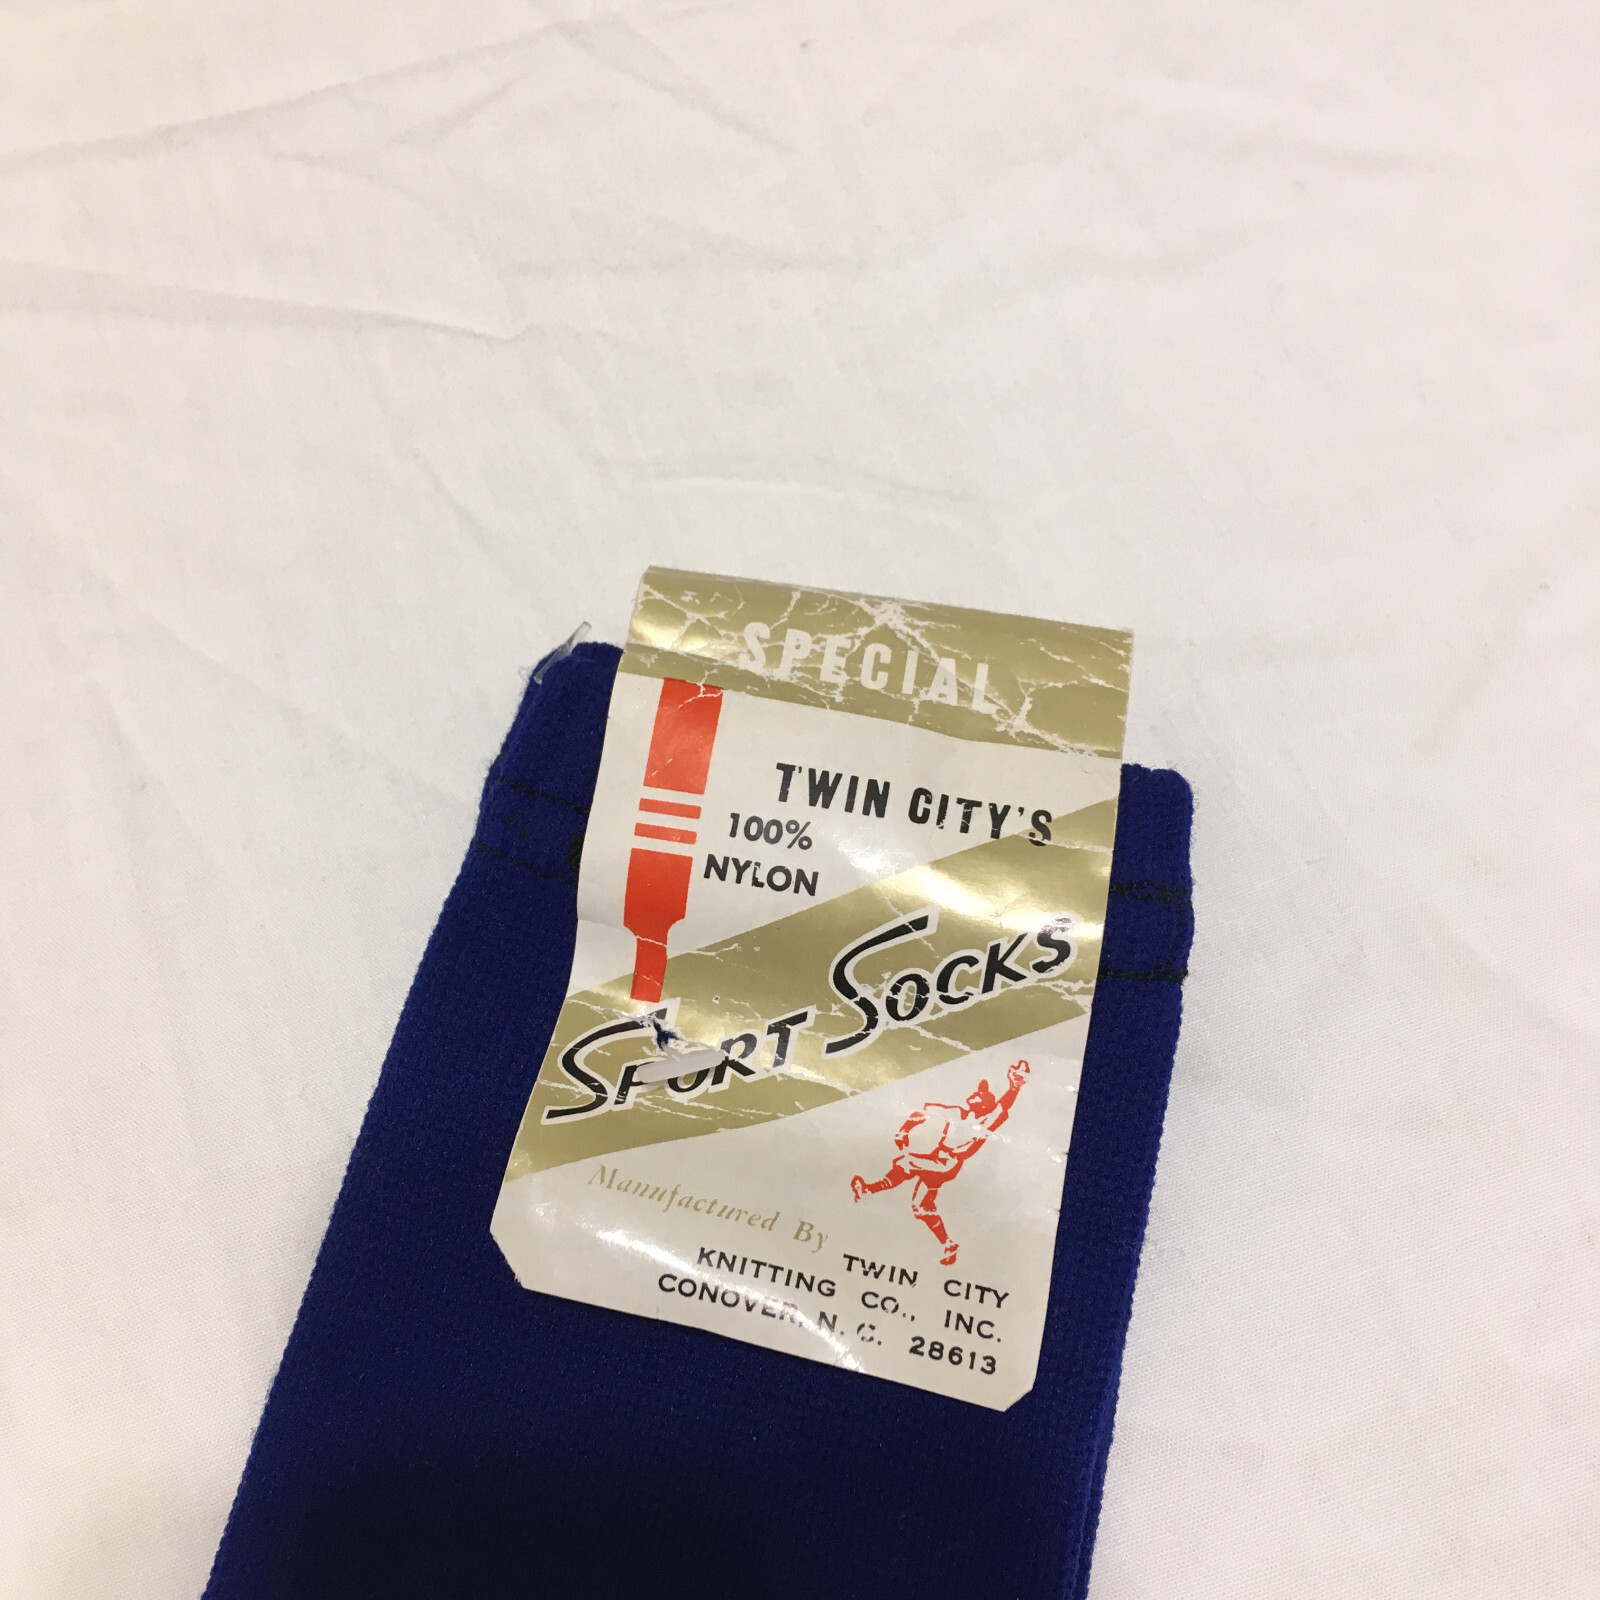 SPECIAL
TWIN CITY'S
100%
NYLON
SPORT SOCKS
Manufactured By
TWIN CITY
KNITTING CO., INC.
CONOVER, N. C. 28613